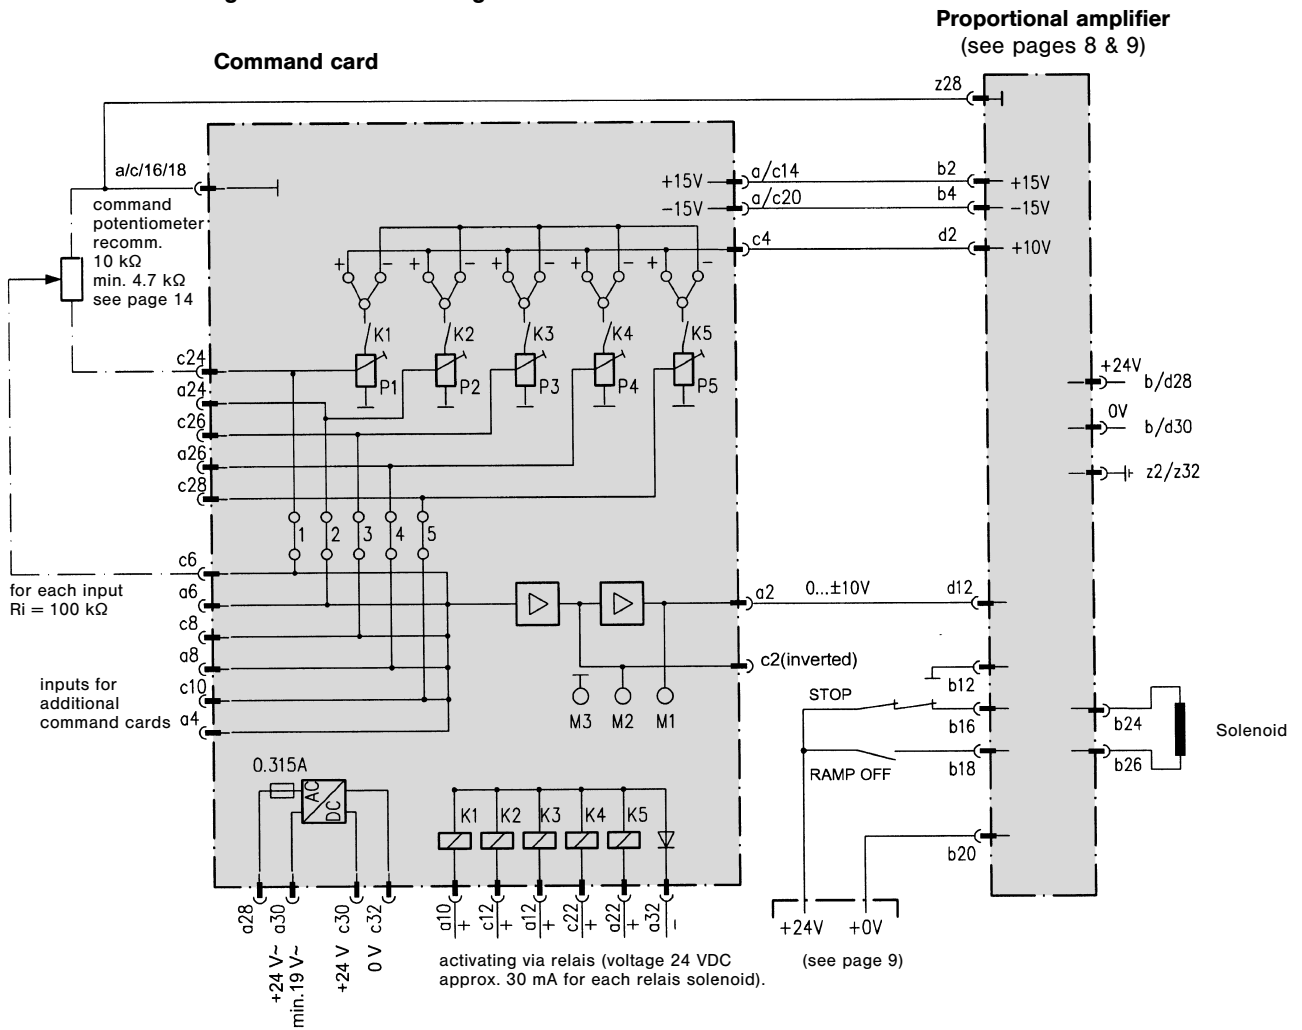 Proportional amplifier
(see pages 8 & 9)
Command card
z28
a/c/16/18
command
potentiometer
recomm.
10 kΩ
min. 4.7 kΩ
see page 14
+15V
a/c14
b2
+15V
-15V
a/c20
b4
-15V
c4
d2
+10V
+ - + - + - + - + -
K1 K2 K3 K4 K5
P1 P2 P3 P4 P5
c24
a24
c26
a26
c28
+24V
b/d28
0V
b/d30
z2/z32
1 2 3 4 5
c6
for each input
Ri = 100 kΩ
a6
c8
a8
c10
a4
inputs for
additional
command cards
a2
0...±10V
d12
c2(inverted)
M3 M2 M1
b12
STOP
b16
RAMP OFF
b18
b20
b24
b26
Solenoid
0.315A
AC
DC
K1 K2 K3 K4 K5
a28
a30
c30
c32
+24 V~
min.19 V~
+24 V
0 V
a10 c12 a12 c22 a22 a32
+ + + + + -
activating via relais (voltage 24 VDC
approx. 30 mA for each relais solenoid).
+24V +0V
(see page 9)